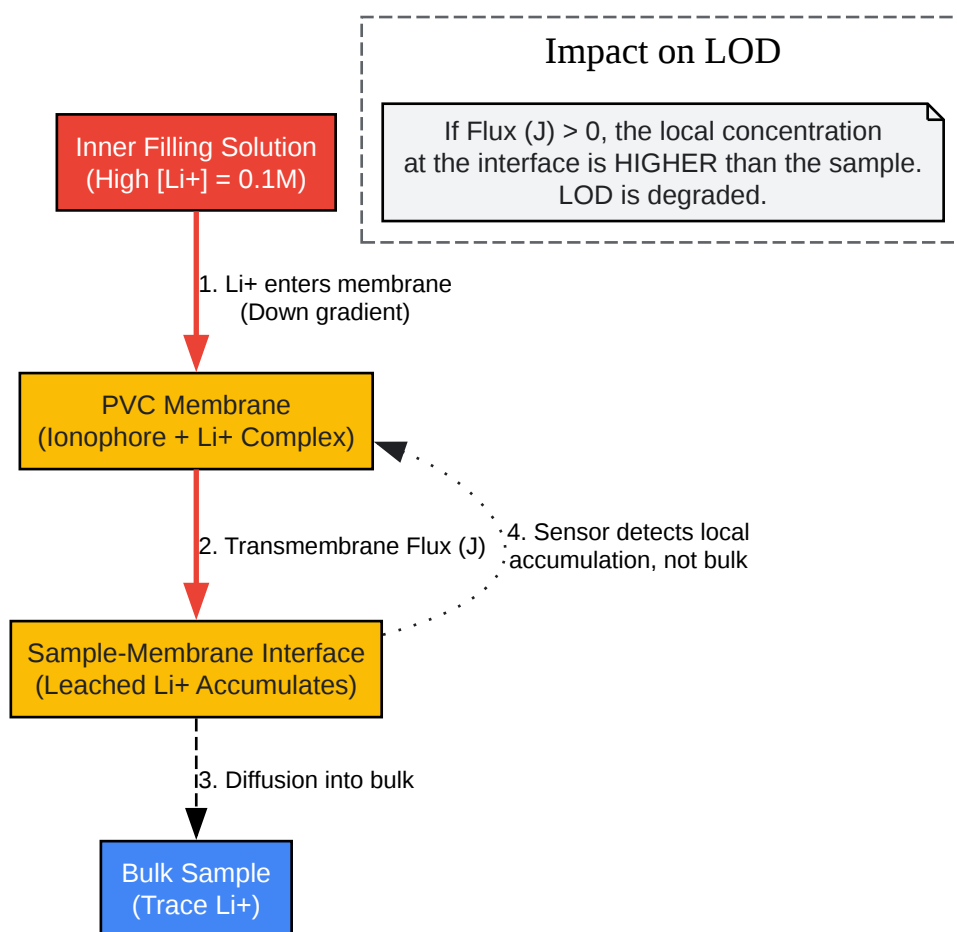 Impact on LOD
If Flux (J) > 0, the local concentration
at the interface is HIGHER than the sample.
LOD is degraded.
Inner Filling Solution
(High [Li+] = 0.1M)
1. Li+ enters membrane
(Down gradient)
PVC Membrane
(Ionophore + Li+ Complex)
2. Transmembrane Flux (J)
4. Sensor detects local
accumulation, not bulk
Sample-Membrane Interface
(Leached Li+ Accumulates)
3. Diffusion into bulk
Bulk Sample
(Trace Li+)